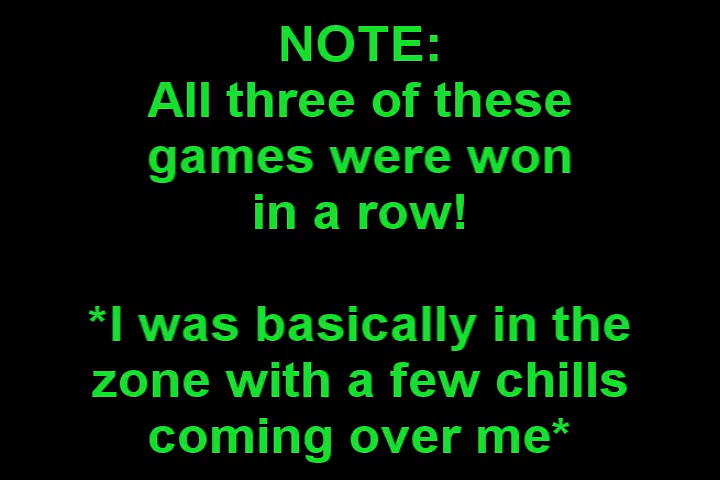 NOTE:
All three of these
games were won
in a row!
*I was basically in the
zone with a few chills
coming over me*